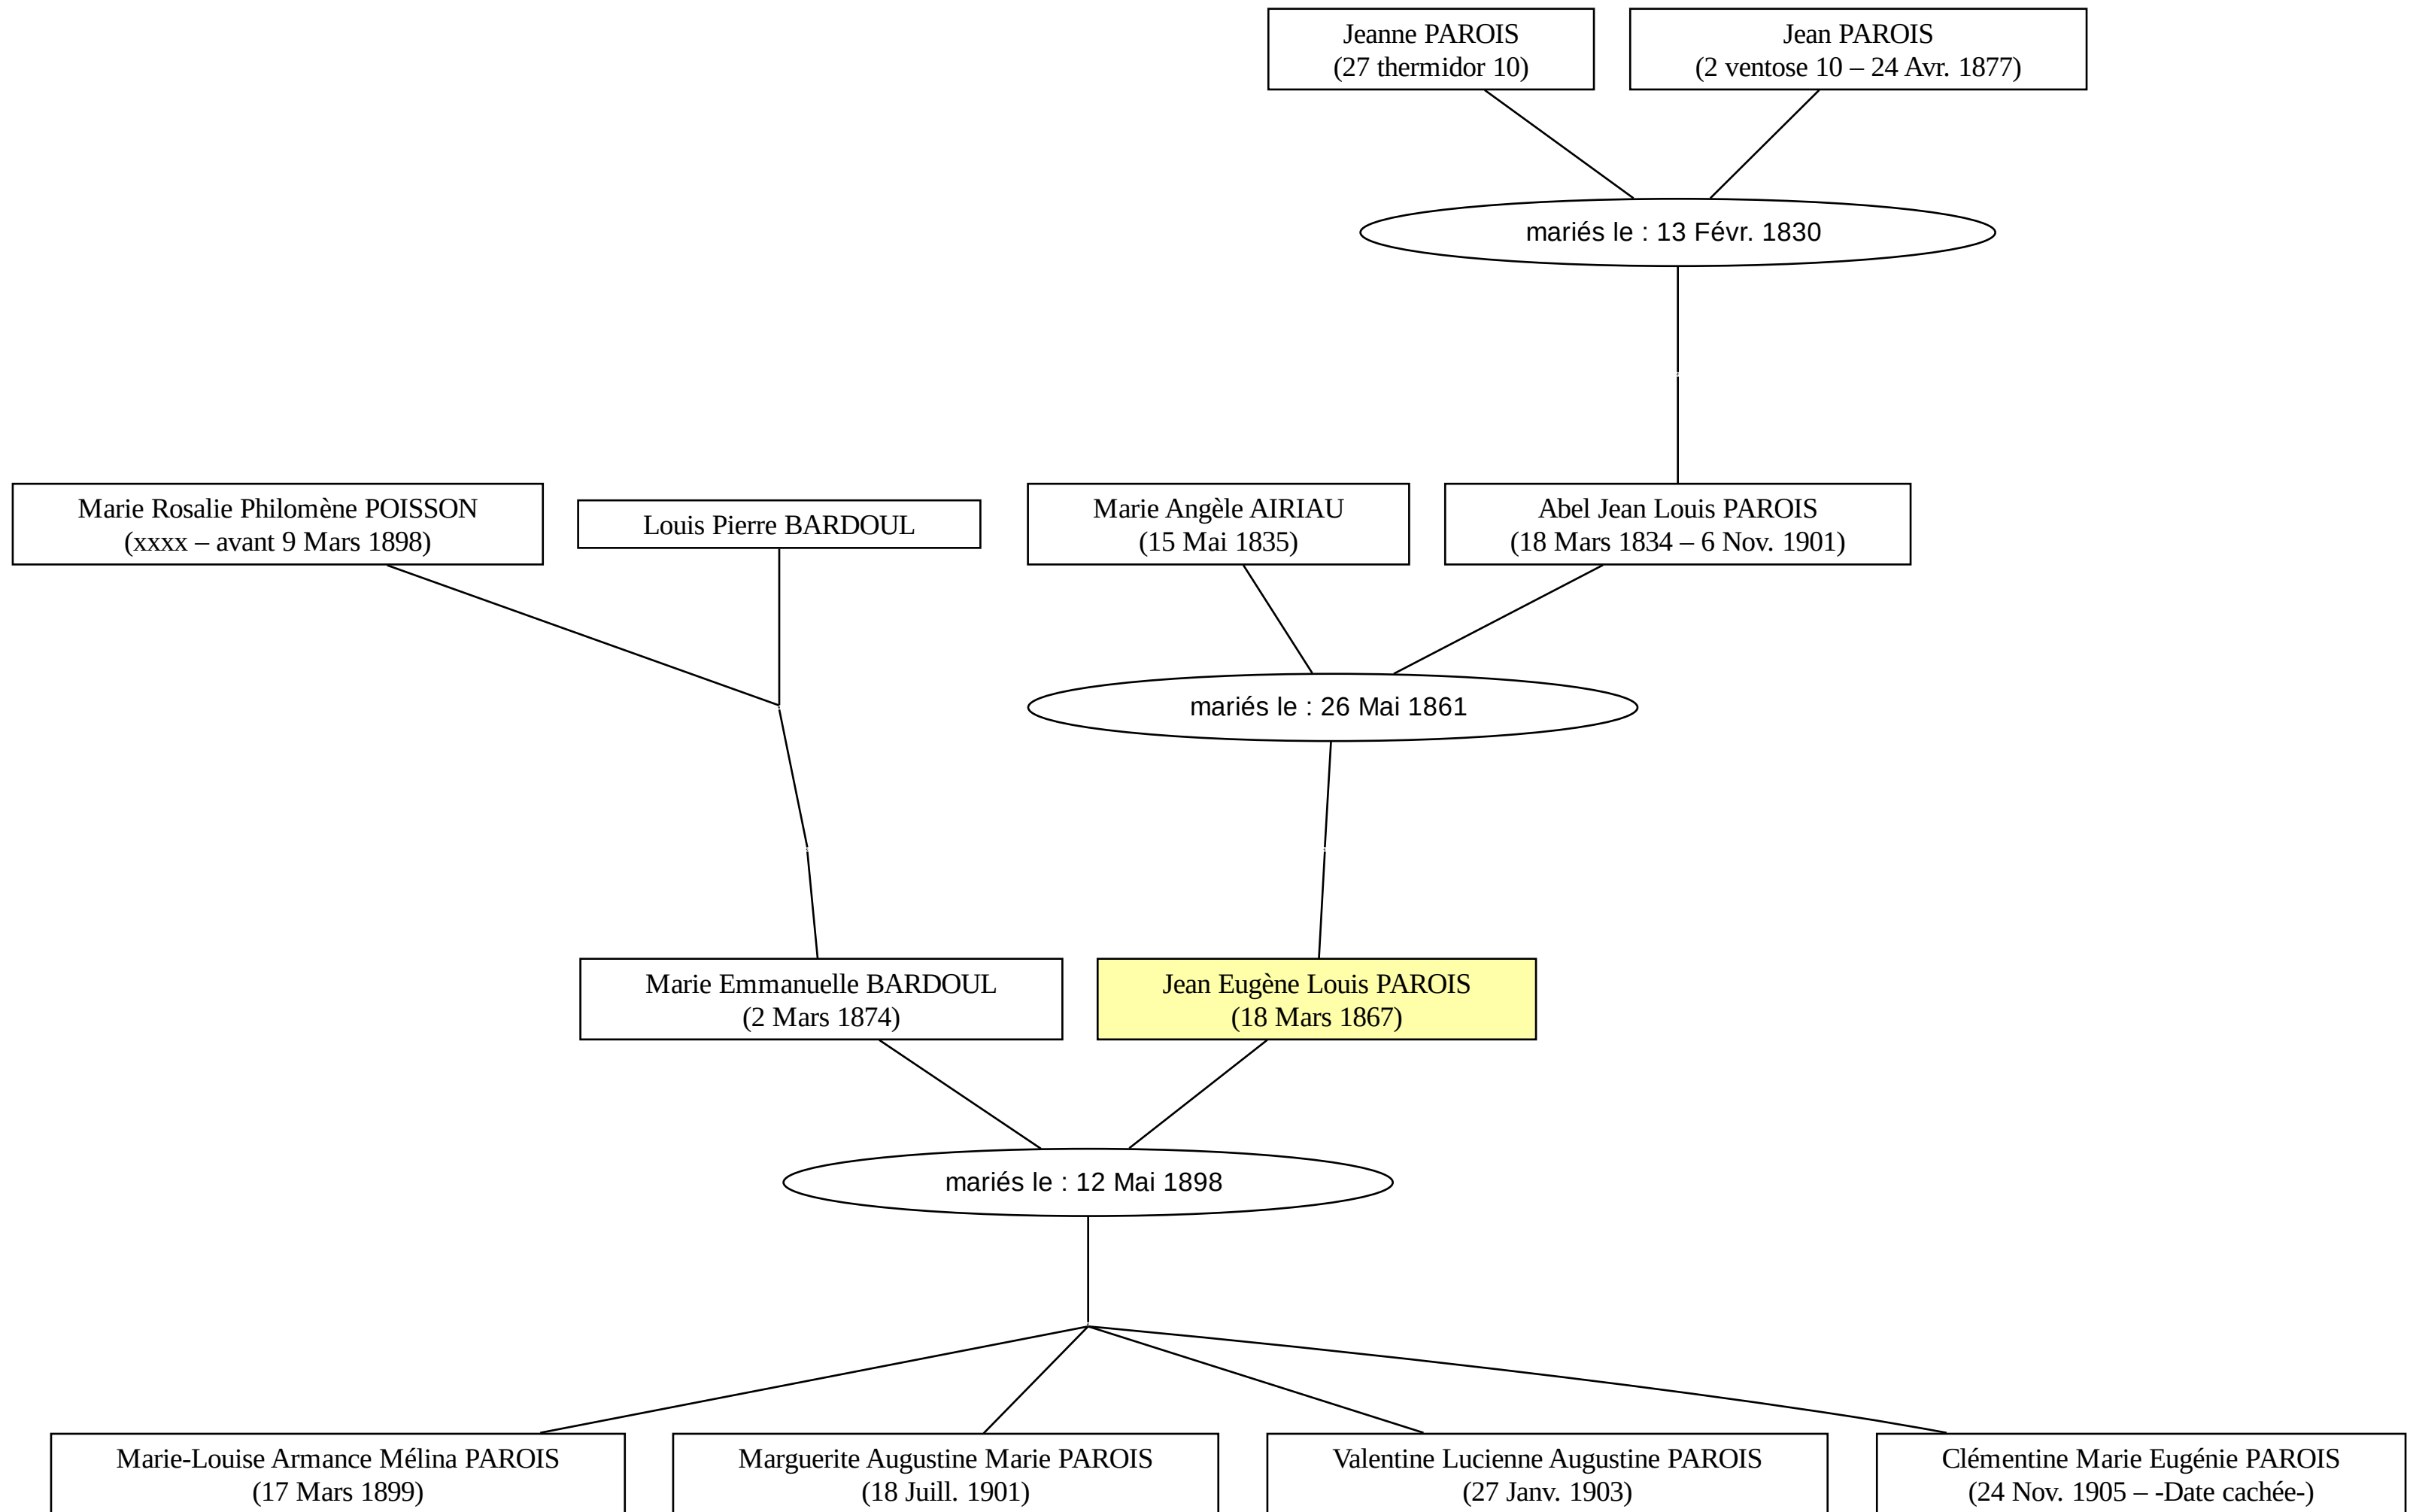 Jeanne PAROIS
(27 thermidor 10)
Jean PAROIS
(2 ventose 10 – 24 Avr. 1877)
mariés le : 13 Févr. 1830
Marie Rosalie Philomène POISSON
(xxxx – avant 9 Mars 1898)
Louis Pierre BARDOUL
Marie Angèle AIRIAU
(15 Mai 1835)
Abel Jean Louis PAROIS
(18 Mars 1834 – 6 Nov. 1901)
mariés le : 26 Mai 1861
Marie Emmanuelle BARDOUL
(2 Mars 1874)
Jean Eugène Louis PAROIS
(18 Mars 1867)
mariés le : 12 Mai 1898
Marie-Louise Armance Mélina PAROIS
(17 Mars 1899)
Marguerite Augustine Marie PAROIS
(18 Juill. 1901)
Valentine Lucienne Augustine PAROIS
(27 Janv. 1903)
Clémentine Marie Eugénie PAROIS
(24 Nov. 1905 – -Date cachée-)